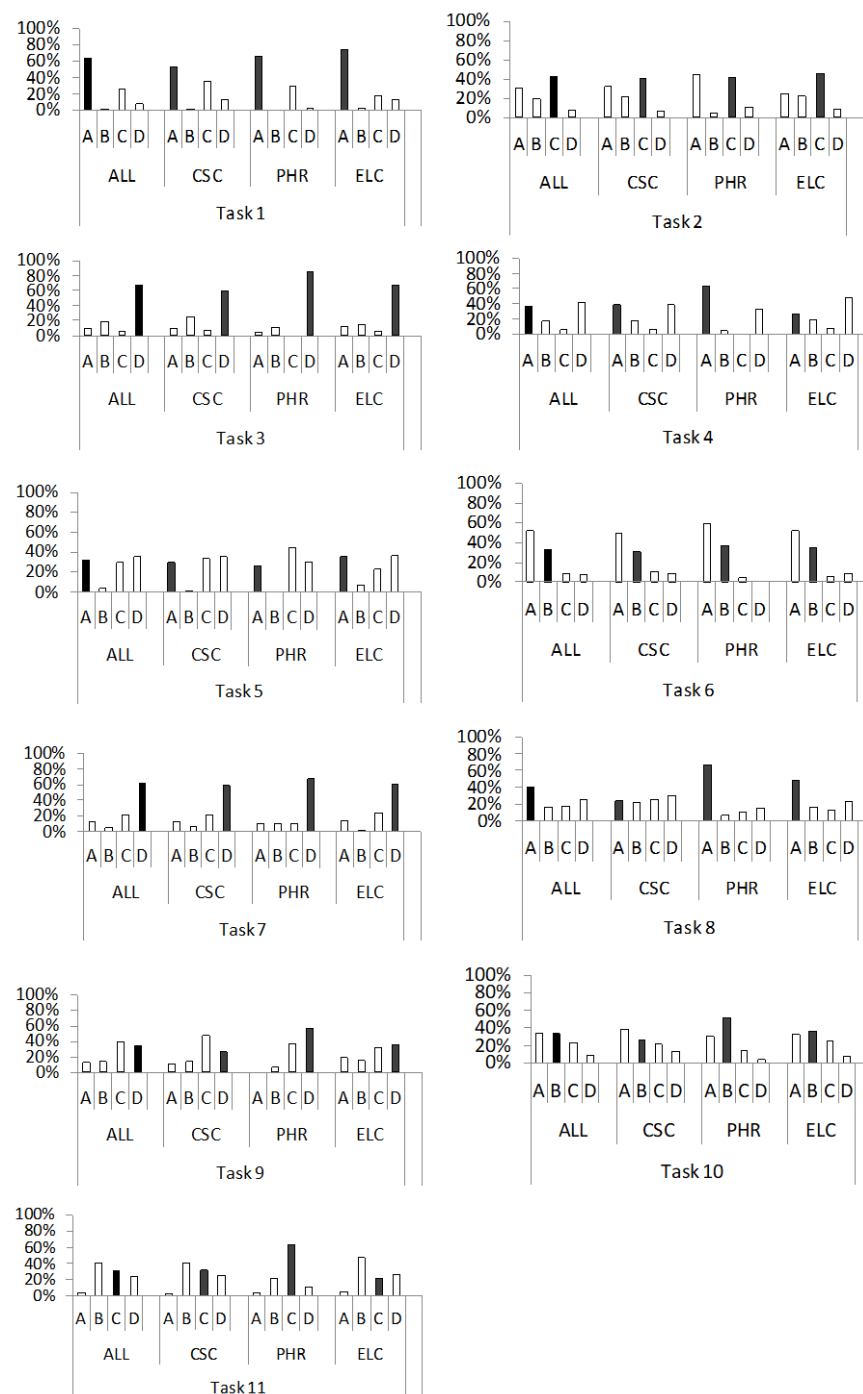 100%
80%
60%
40%
20%
0%
A B C D A B C D A B C D A B C D
ALL CSC PHR ELC
Task 1
100%
80%
60%
40%
20%
0%
A B C D A B C D A B C D A B C D
ALL CSC PHR ELC
Task 2
100%
80%
60%
40%
20%
0%
A B C D A B C D A B C D A B C D
ALL CSC PHR ELC
Task 3
100%
80%
60%
40%
20%
0%
A B C D A B C D A B C D A B C D
ALL CSC PHR ELC
Task 4
100%
80%
60%
40%
20%
0%
A B C D A B C D A B C D A B C D
ALL CSC PHR ELC
Task 5
100%
80%
60%
40%
20%
0%
A B C D A B C D A B C D A B C D
ALL CSC PHR ELC
Task 6
100%
80%
60%
40%
20%
0%
A B C D A B C D A B C D A B C D
ALL CSC PHR ELC
Task 7
100%
80%
60%
40%
20%
0%
A B C D A B C D A B C D A B C D
ALL CSC PHR ELC
Task 8
100%
80%
60%
40%
20%
0%
A B C D A B C D A B C D A B C D
ALL CSC PHR ELC
Task 9
100%
80%
60%
40%
20%
0%
A B C D A B C D A B C D A B C D
ALL CSC PHR ELC
Task 10
100%
80%
60%
40%
20%
0%
A B C D A B C D A B C D A B C D
ALL CSC PHR ELC
Task 11